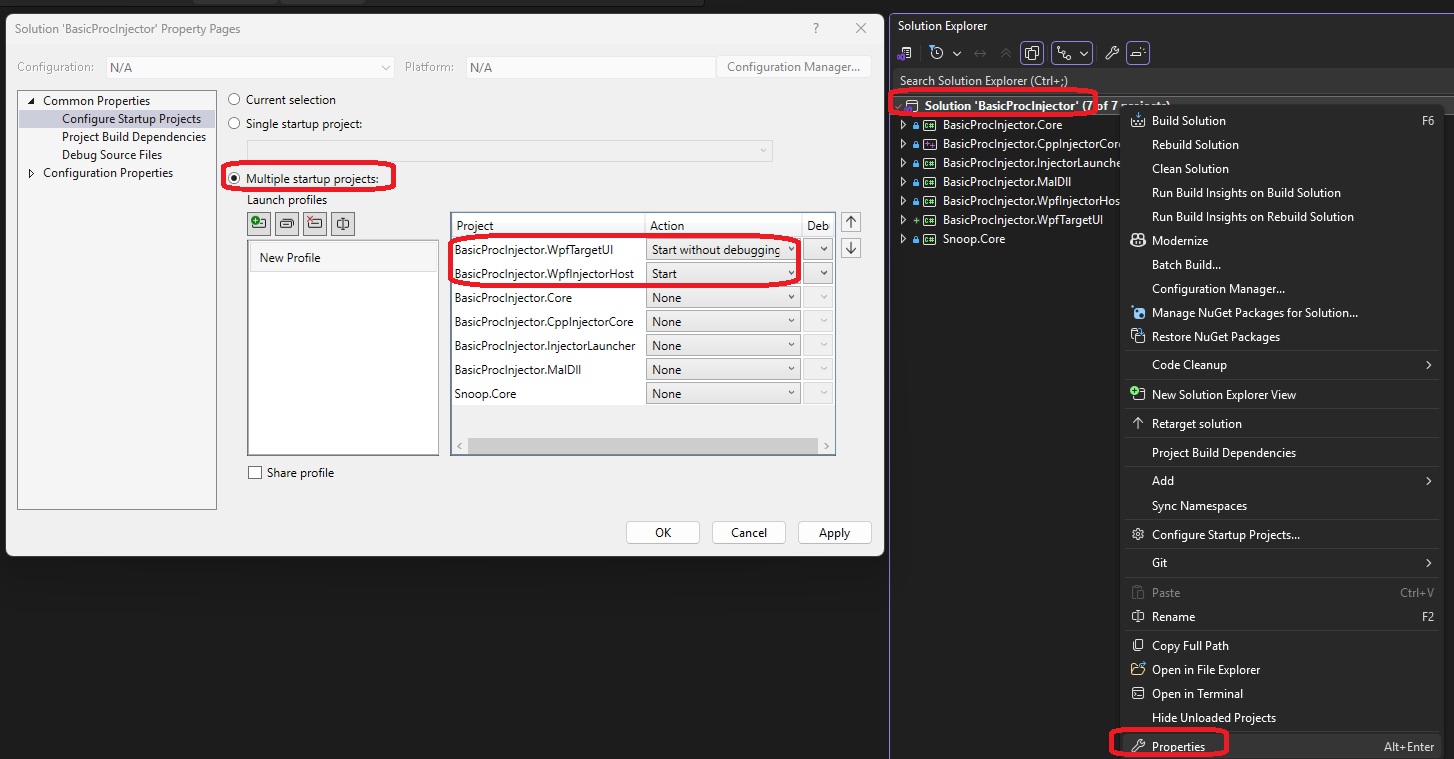 Solution 'BasicProcInjector' Property Pages
?
Configuration: N/A Platform: N/A Configuration Manager...
Common Properties
Configure Startup Projects
Project Build Dependencies
Debug Source Files
Configuration Properties
Current selection
Single startup project:
Multiple startup projects:
Launch profiles
New Profile
Project Action Deb
BasicProcInjector.WpfTargetUI Start without debugging
BasicProcInjector.WpfInjectorHost Start
BasicProcInjector.Core None
BasicProcInjector.CppInjectorCore None
BasicProcInjector.InjectorLauncher None
BasicProcInjector.MalDll None
Snoop.Core None
Share profile
OK Cancel Apply
Solution Explorer
Search Solution Explorer (Ctrl+;)
Solution 'BasicProcInjector' (7 of 7 projects)
BasicProcInjector.Core
BasicProcInjector.CppInjectorCore
BasicProcInjector.InjectorLaunche
BasicProcInjector.MalDll
BasicProcInjector.WpfInjectorHos
BasicProcInjector.WpfTargetUI
Snoop.Core
Build Solution F6
Rebuild Solution
Clean Solution
Run Build Insights on Build Solution
Run Build Insights on Rebuild Solution
Modernize
Batch Build...
Configuration Manager...
Manage NuGet Packages for Solution...
Restore NuGet Packages
Code Cleanup
New Solution Explorer View
Retarget solution
Project Build Dependencies
Add
Sync Namespaces
Configure Startup Projects...
Git
Paste Ctrl+V
Rename F2
Copy Full Path
Open in File Explorer
Open in Terminal
Hide Unloaded Projects
Properties Alt+Enter